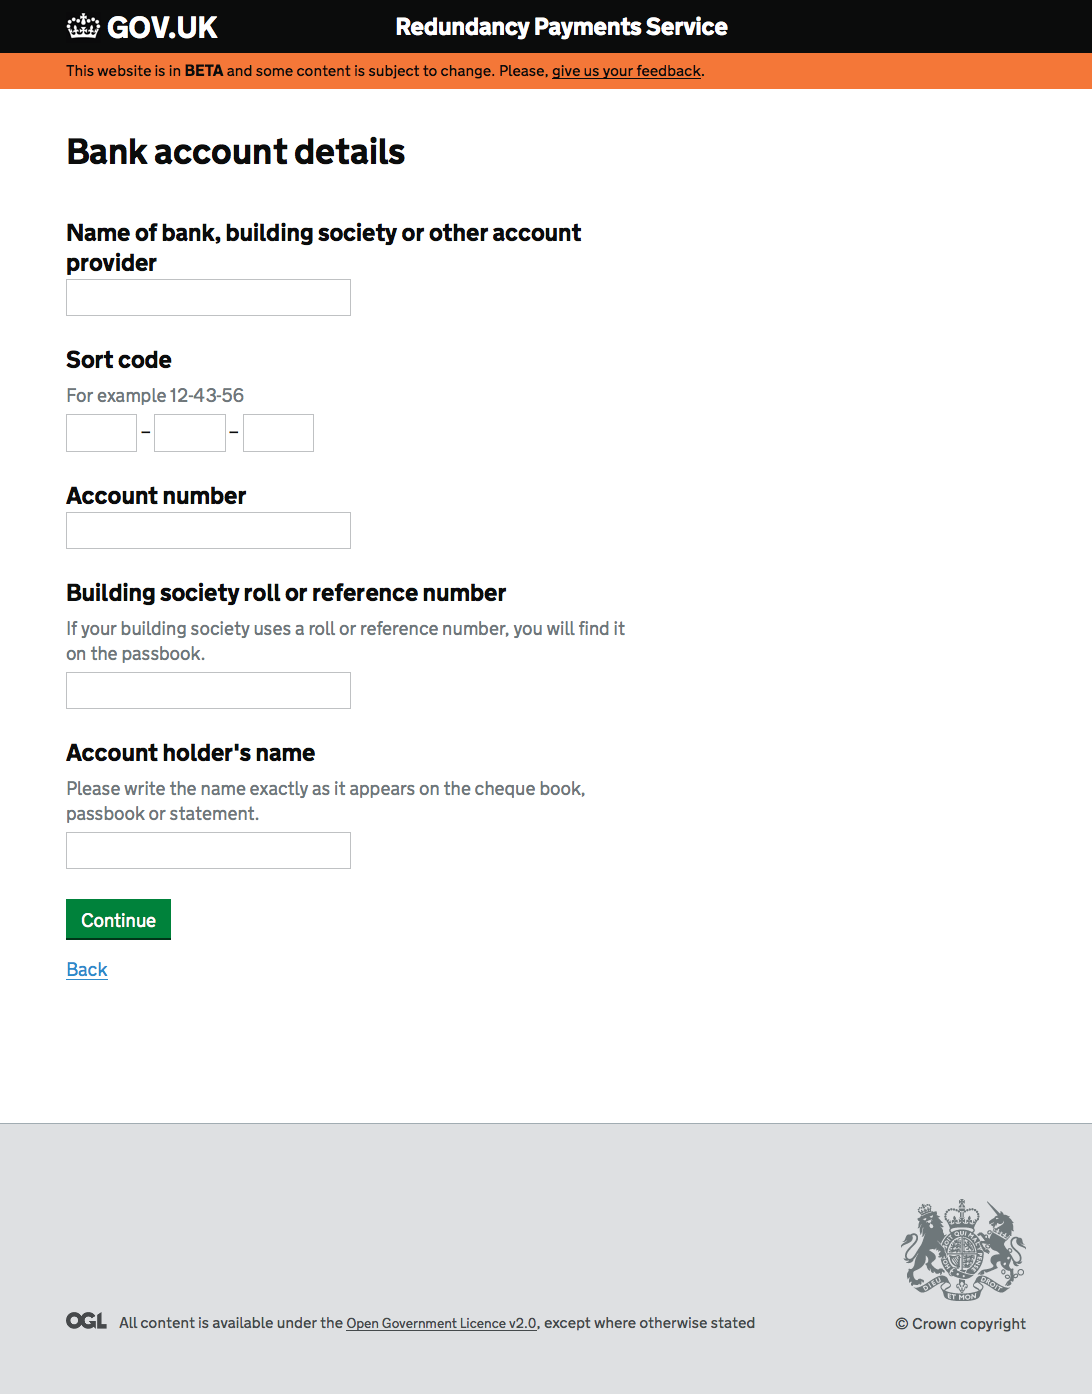 GOV.UK
Redundancy Payments Service
This website is in BETA and some content is subject to change. Please, give us your feedback.
Bank account details
Name of bank, building society or other account
provider
Sort code
For example 12-43-56
– –
Account number
Building society roll or reference number
If your building society uses a roll or reference number, you will find it
on the passbook.
Account holder's name
Please write the name exactly as it appears on the cheque book,
passbook or statement.
Continue
Back
DIEU ET MON DROIT
OGL All content is available under the Open Government Licence v2.0, except where otherwise stated
© Crown copyright